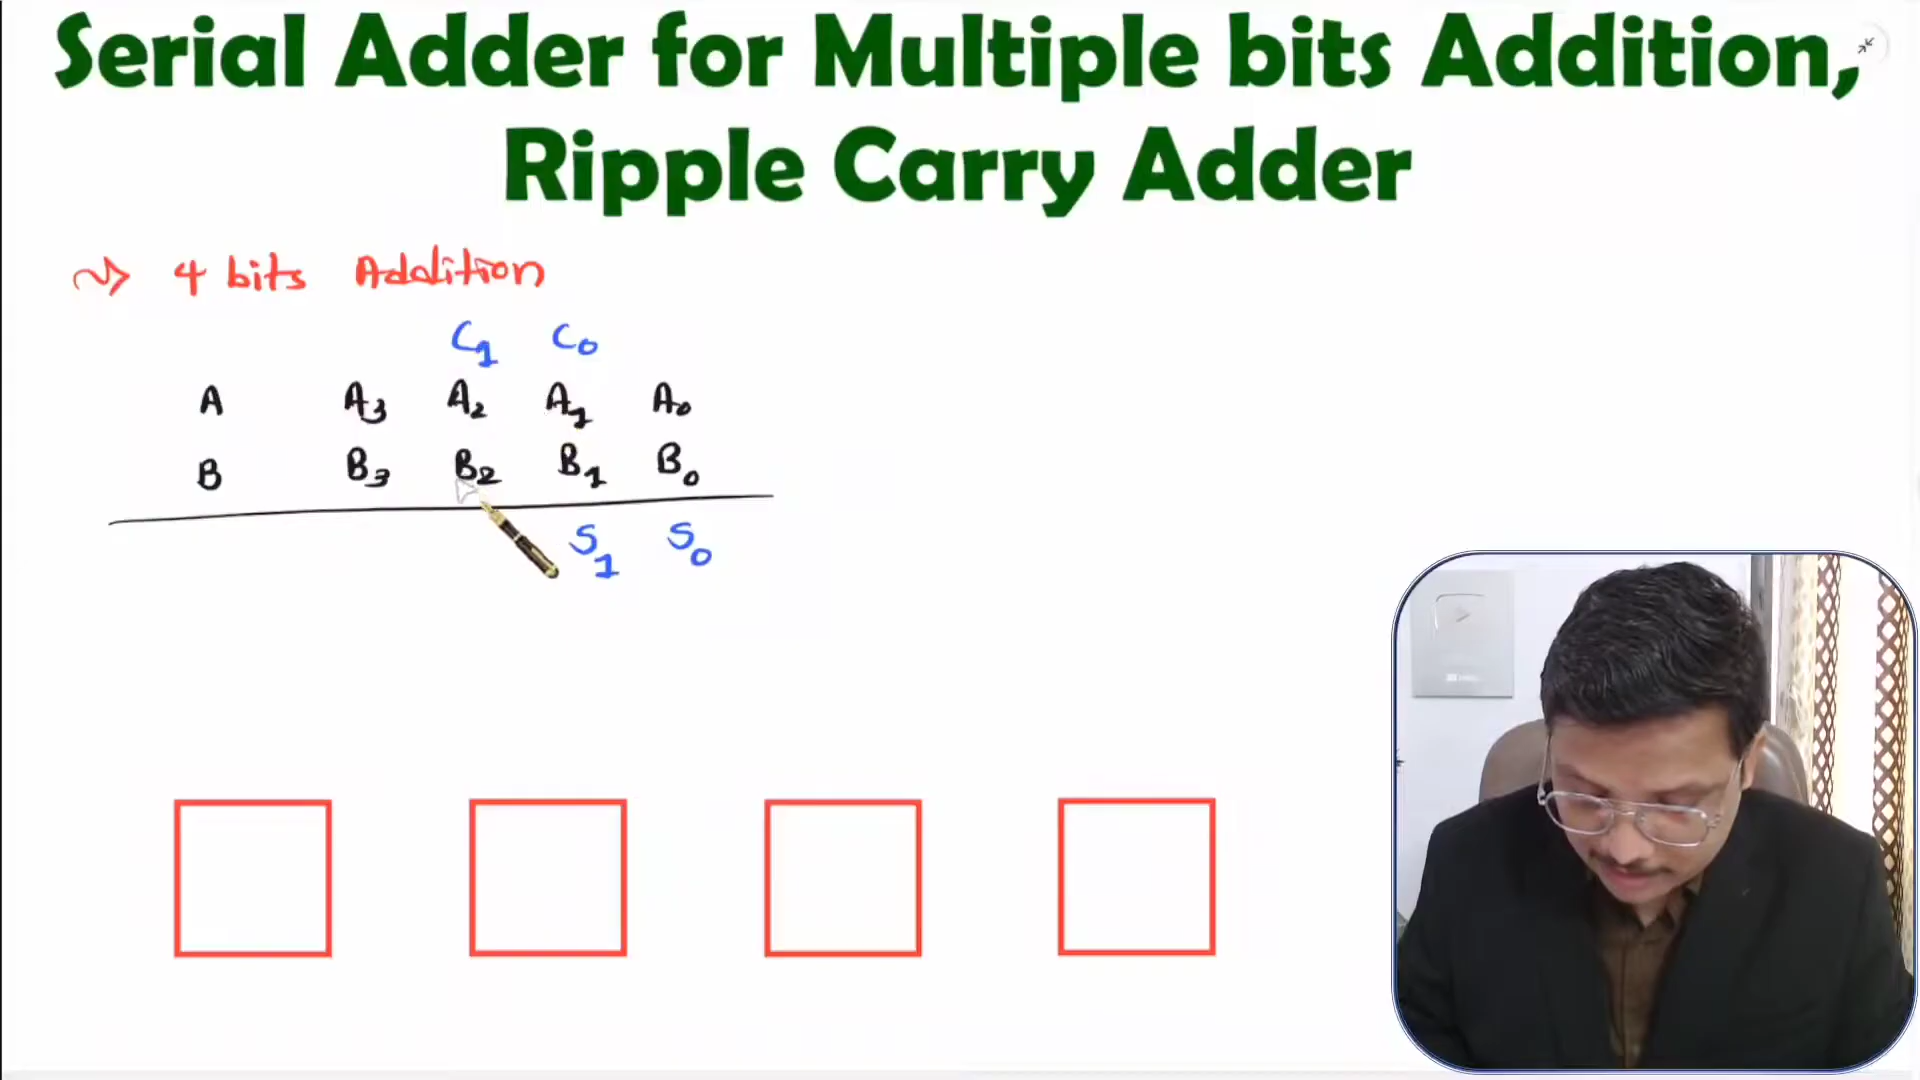 Serial Adder for Multiple bits Addition,
Ripple Carry Adder
4 bits Addition
C1 C0
A A3 A2 A1 A0
B B3 B2 B1 B0
S1 S0